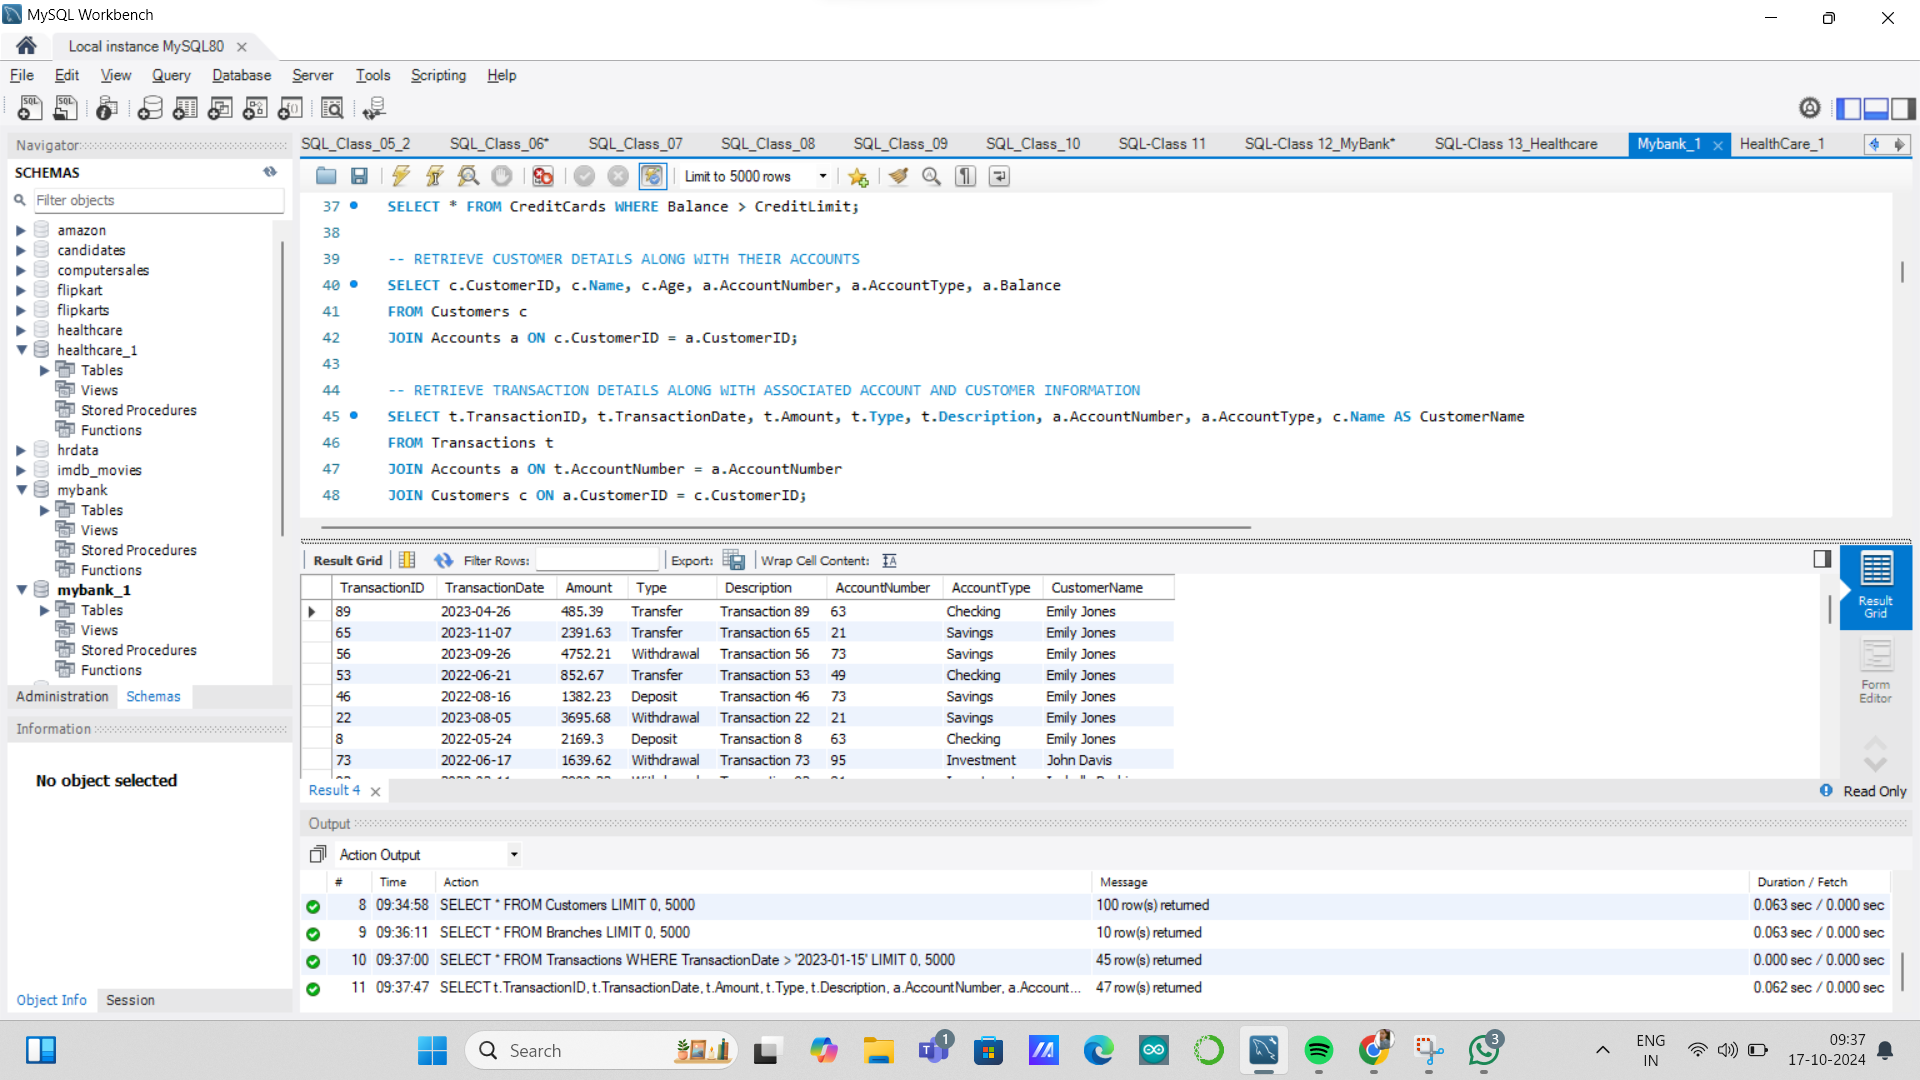 MySQL Workbench
Local instance MySQL80
File Edit View Query Database Server Tools Scripting Help
Navigator
SCHEMAS
Filter objects
amazon
candidates
computersales
flipkart
flipkarts
healthcare
healthcare_1
Tables
Views
Stored Procedures
Functions
hrdata
imdb_movies
mybank
Tables
Views
Stored Procedures
Functions
mybank_1
Tables
Views
Stored Procedures
Functions
Administration Schemas
Information
No object selected
Object Info Session
SQL_Class_05_2 SQL_Class_06* SQL_Class_07 SQL_Class_08 SQL_Class_09 SQL_Class_10 SQL-Class 11 SQL-Class 12_MyBank* SQL-Class 13_Healthcare Mybank_1 HealthCare_1
Limit to 5000 rows
37 SELECT * FROM CreditCards WHERE Balance > CreditLimit;
38
39 -- RETRIEVE CUSTOMER DETAILS ALONG WITH THEIR ACCOUNTS
40 SELECT c.CustomerID, c.Name, c.Age, a.AccountNumber, a.AccountType, a.Balance
41 FROM Customers c
42 JOIN Accounts a ON c.CustomerID = a.CustomerID;
43
44 -- RETRIEVE TRANSACTION DETAILS ALONG WITH ASSOCIATED ACCOUNT AND CUSTOMER INFORMATION
45 SELECT t.TransactionID, t.TransactionDate, t.Amount, t.Type, t.Description, a.AccountNumber, a.AccountType, c.Name AS CustomerName
46 FROM Transactions t
47 JOIN Accounts a ON t.AccountNumber = a.AccountNumber
48 JOIN Customers c ON a.CustomerID = c.CustomerID;
Result Grid Filter Rows: Export: Wrap Cell Content:
TransactionID TransactionDate Amount Type Description AccountNumber AccountType CustomerName
89 2023-04-26 485.39 Transfer Transaction 89 63 Checking Emily Jones
65 2023-11-07 2391.63 Transfer Transaction 65 21 Savings Emily Jones
56 2023-09-26 4752.21 Withdrawal Transaction 56 73 Savings Emily Jones
53 2022-06-21 852.67 Transfer Transaction 53 49 Checking Emily Jones
46 2022-08-16 1382.23 Deposit Transaction 46 73 Savings Emily Jones
22 2023-08-05 3695.68 Withdrawal Transaction 22 21 Savings Emily Jones
8 2022-05-24 2169.3 Deposit Transaction 8 63 Checking Emily Jones
73 2022-06-17 1639.62 Withdrawal Transaction 73 95 Investment John Davis
Result Grid
Form Editor
Result 4
Read Only
Output
Action Output
# Time Action Message Duration / Fetch
8 09:34:58 SELECT * FROM Customers LIMIT 0, 5000 100 row(s) returned 0.063 sec / 0.000 sec
9 09:36:11 SELECT * FROM Branches LIMIT 0, 5000 10 row(s) returned 0.063 sec / 0.000 sec
10 09:37:00 SELECT * FROM Transactions WHERE TransactionDate > '2023-01-15' LIMIT 0, 5000 45 row(s) returned 0.000 sec / 0.000 sec
11 09:37:47 SELECT t.TransactionID, t.TransactionDate, t.Amount, t.Type, t.Description, a.AccountNumber, a.Account... 47 row(s) returned 0.062 sec / 0.000 sec
Search
1
3
ENG
IN
09:37
17-10-2024